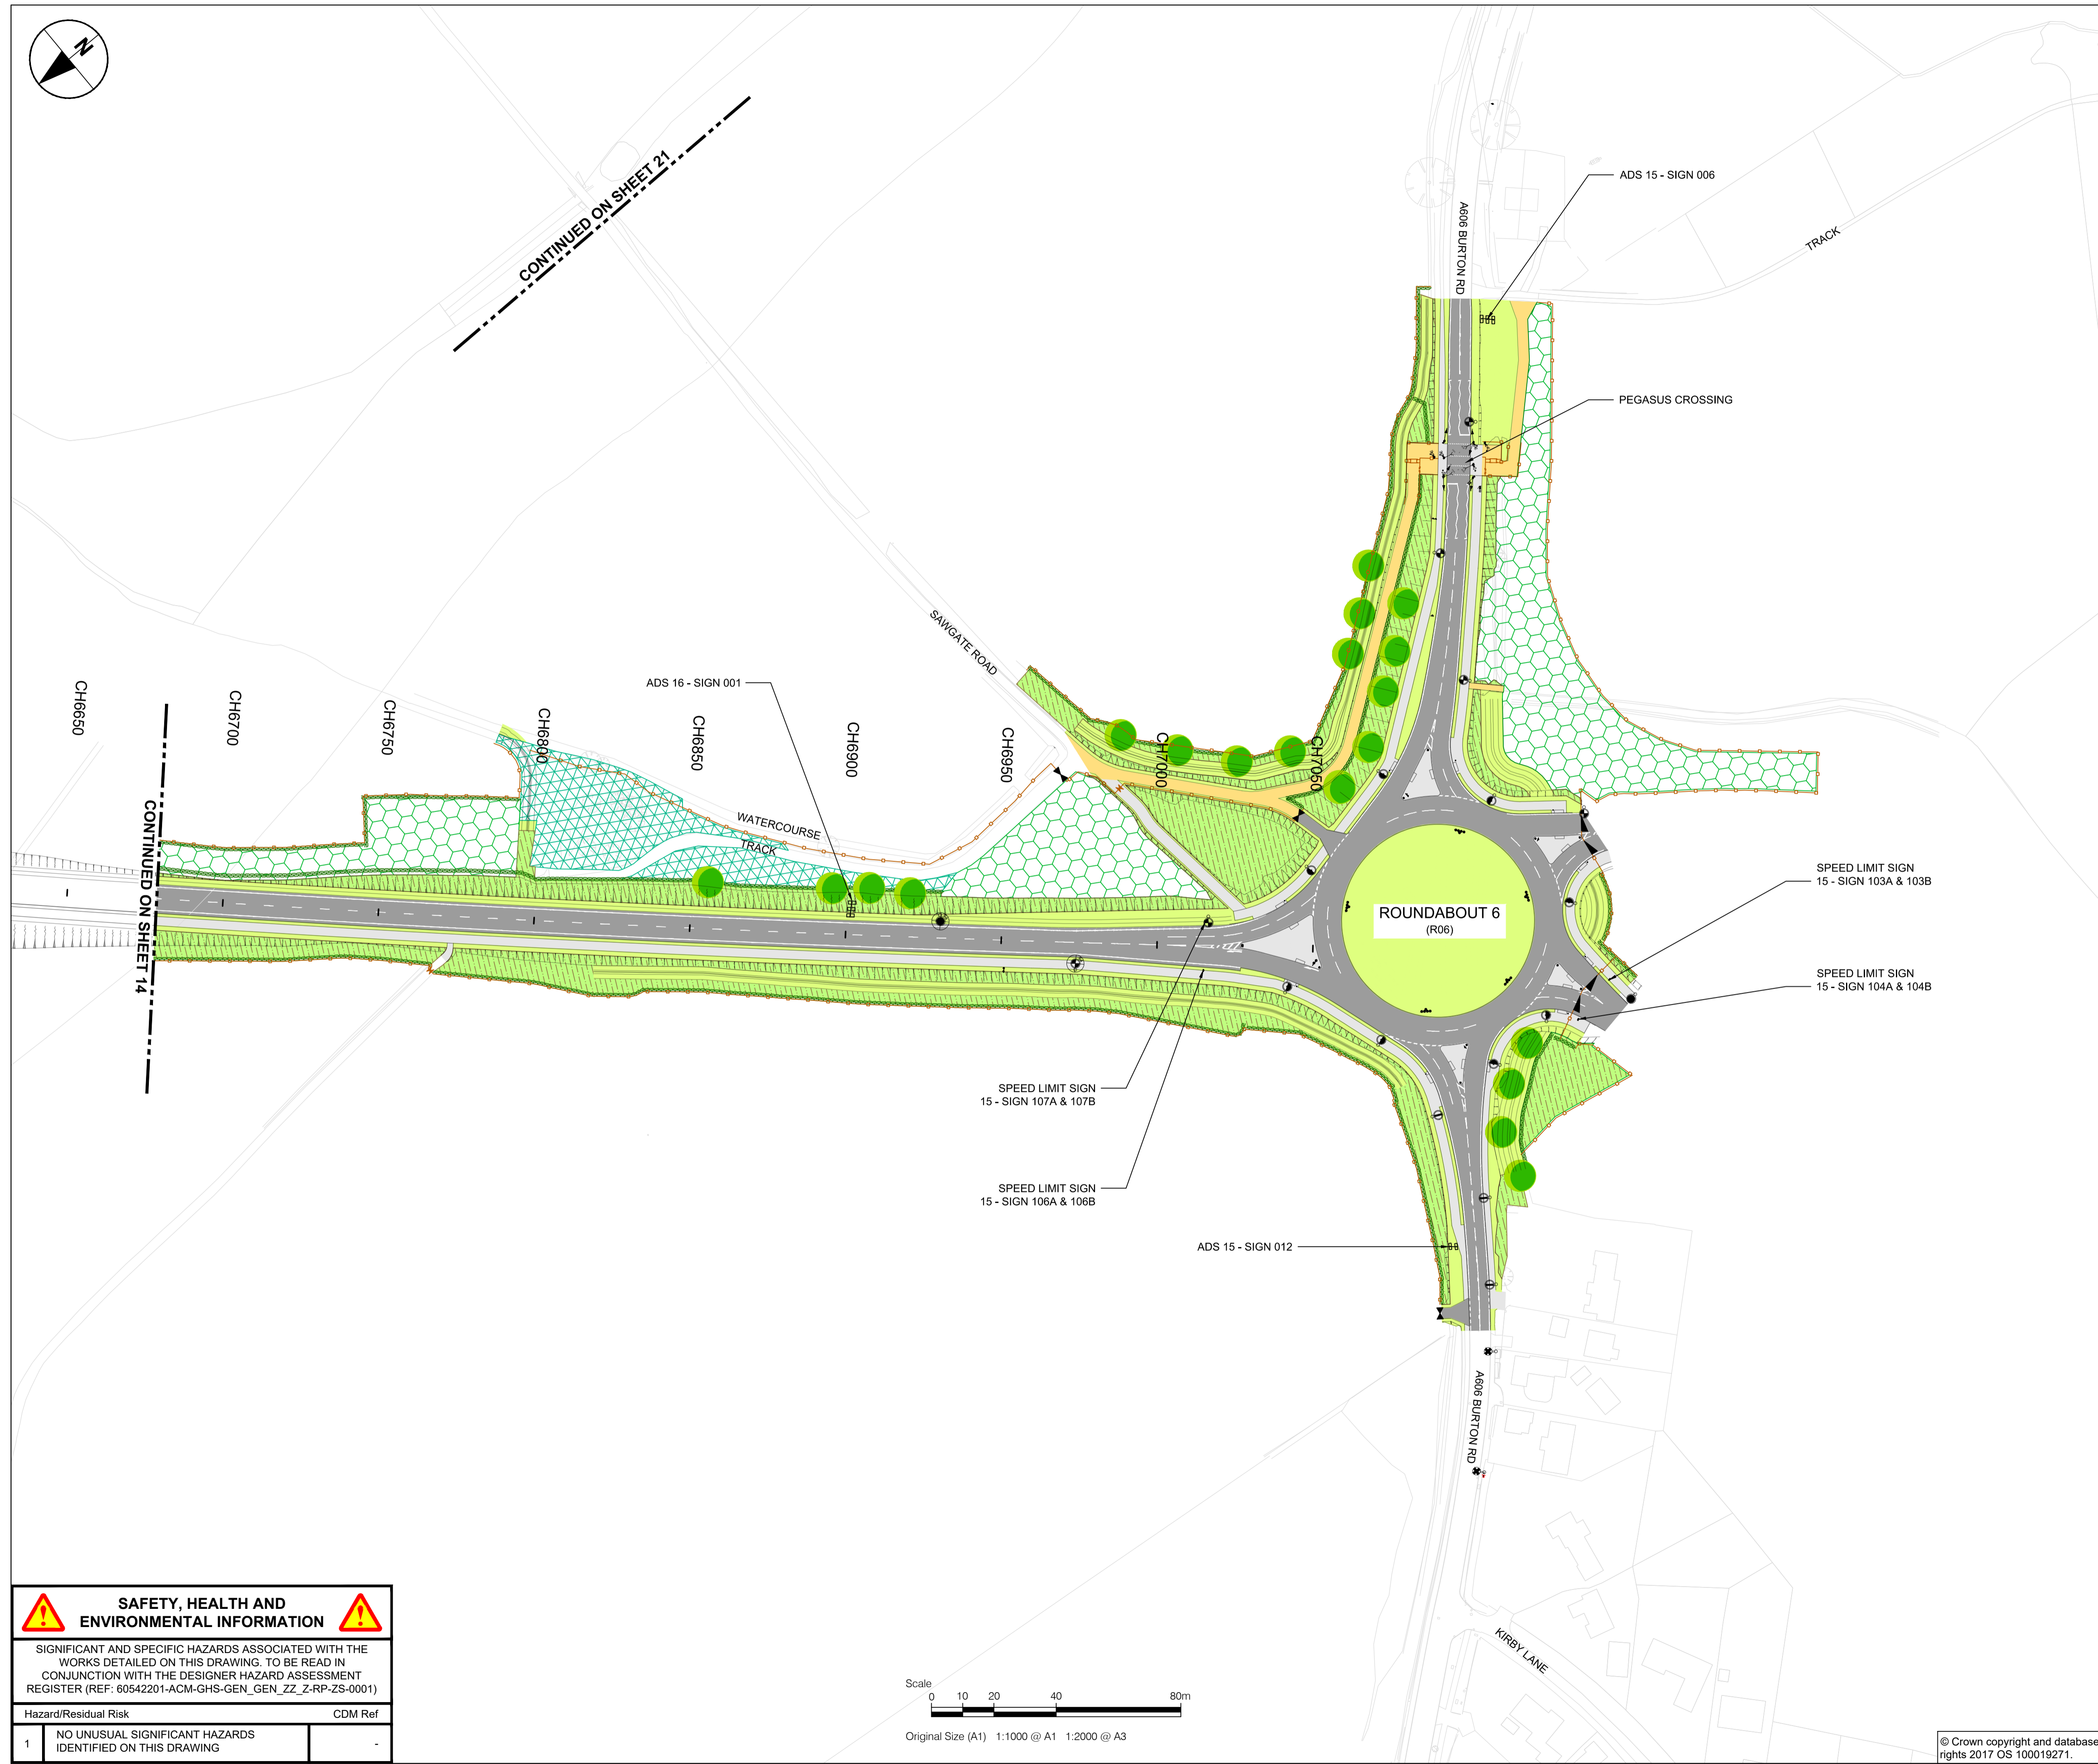 N
CONTINUED ON SHEET 21
ADS 15 - SIGN 006
A606 BURTON RD
TRACK
PEGASUS CROSSING
SAWGATE ROAD
ADS 16 - SIGN 001
CH6650
CH6700
CH6750
CH6800
CH6850
CH6900
CH6950
CH7000
CH7050
WATERCOURSE
TRACK
CONTINUED ON SHEET 14
ROUNDABOUT 6
(R06)
SPEED LIMIT SIGN
15 - SIGN 103A & 103B
SPEED LIMIT SIGN
15 - SIGN 104A & 104B
SPEED LIMIT SIGN
15 - SIGN 107A & 107B
SPEED LIMIT SIGN
15 - SIGN 106A & 106B
ADS 15 - SIGN 012
A606 BURTON RD
KIRBY LANE
SAFETY, HEALTH AND
ENVIRONMENTAL INFORMATION
SIGNIFICANT AND SPECIFIC HAZARDS ASSOCIATED WITH THE
WORKS DETAILED ON THIS DRAWING. TO BE READ IN
CONJUNCTION WITH THE DESIGNER HAZARD ASSESSMENT
REGISTER (REF: 60542201-ACM-GHS-GEN_GEN_ZZ_Z-RP-ZS-0001)
Hazard/Residual Risk CDM Ref
1 NO UNUSUAL SIGNIFICANT HAZARDS
IDENTIFIED ON THIS DRAWING -
Scale
0 10 20 40 80m
Original Size (A1) 1:1000 @ A1 1:2000 @ A3
© Crown copyright and database
rights 2017 OS 100019271.